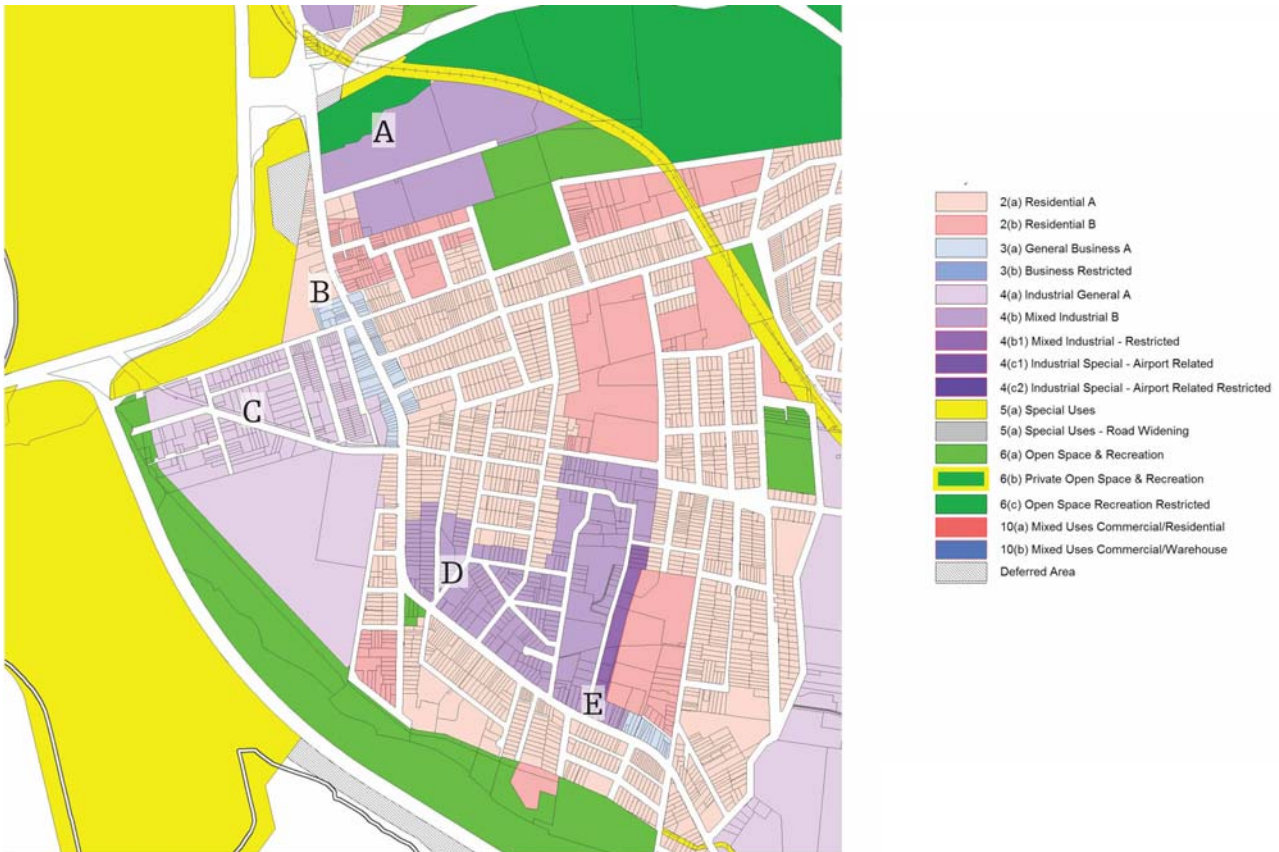 A
B
C
D
E
2(a) Residential A
2(b) Residential B
3(a) General Business A
3(b) Business Restricted
4(a) Industrial General A
4(b) Mixed Industrial B
4(b1) Mixed Industrial - Restricted
4(c1) Industrial Special - Airport Related
4(c2) Industrial Special - Airport Related Restricted
5(a) Special Uses
5(a) Special Uses - Road Widening
6(a) Open Space & Recreation
6(b) Private Open Space & Recreation
6(c) Open Space Recreation Restricted
10(a) Mixed Uses Commercial/Residential
10(b) Mixed Uses Commercial/Warehouse
Deferred Area